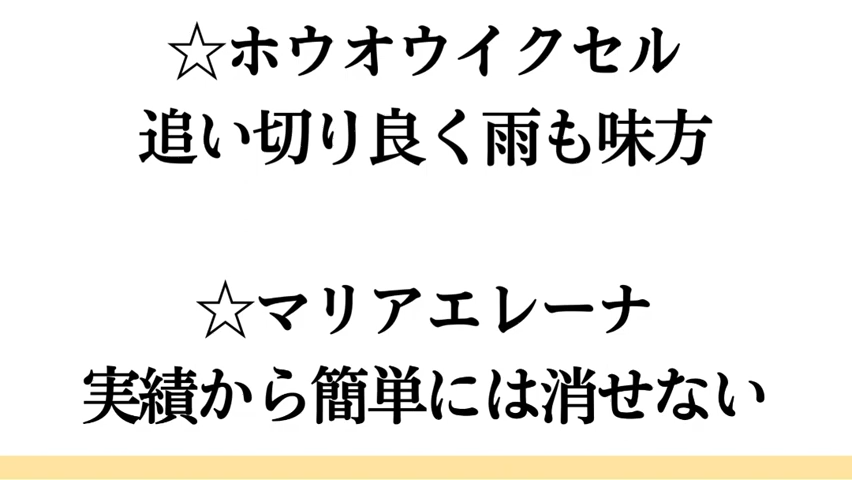 ☆ホウオウイクセル
追い切り良く雨も味方
☆マリアエレーナ
実績から簡単には消せない